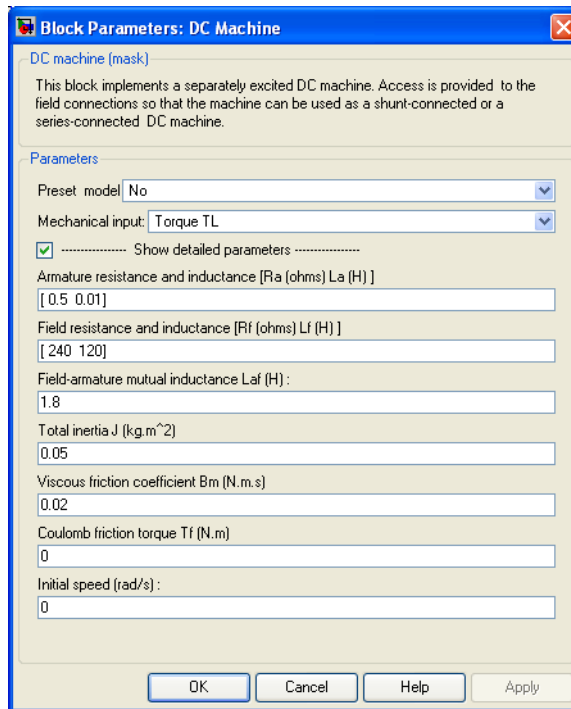 Block Parameters: DC Machine
DC machine (mask)
This block implements a separately excited DC machine. Access is provided to the
field connections so that the machine can be used as a shunt-connected or a
series-connected DC machine.
Parameters
Preset model No
Mechanical input: Torque TL
---------------- Show detailed parameters ----------------
Armature resistance and inductance [Ra (ohms) La (H) ]
[ 0.5 0.01]
Field resistance and inductance [Rf (ohms) Lf (H) ]
[ 240 120]
Field-armature mutual inductance Laf (H) :
1.8
Total inertia J (kg.m^2)
0.05
Viscous friction coefficient Bm (N.m.s)
0.02
Coulomb friction torque Tf (N.m)
0
Initial speed (rad/s) :
0
OK Cancel Help Apply